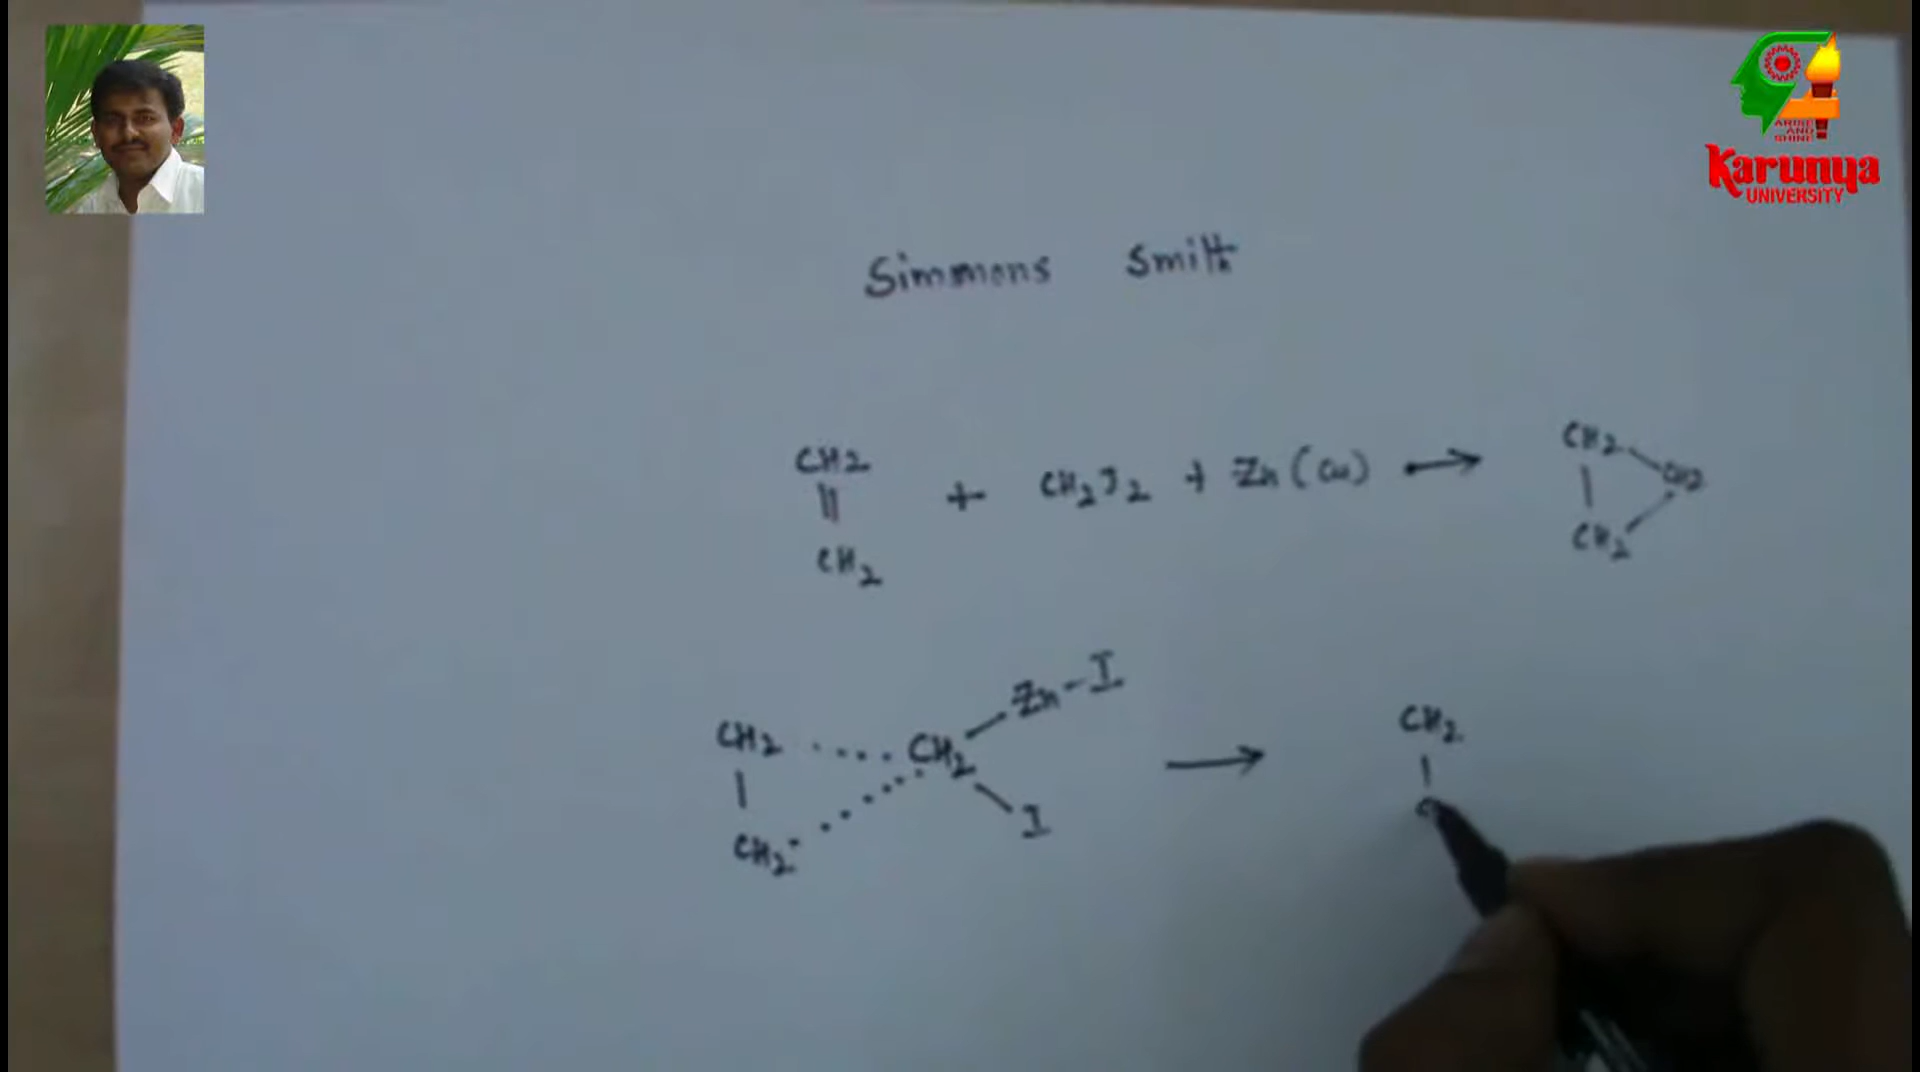 ARISE
AND
SHINE
Karunya
UNIVERSITY
Simmons Smith
CH2 || CH2 + CH2I2 + Zn (Cu) → CH2 | CH2 CH2
CH2 | CH2 CH2 Zn-I I → CH2 | C